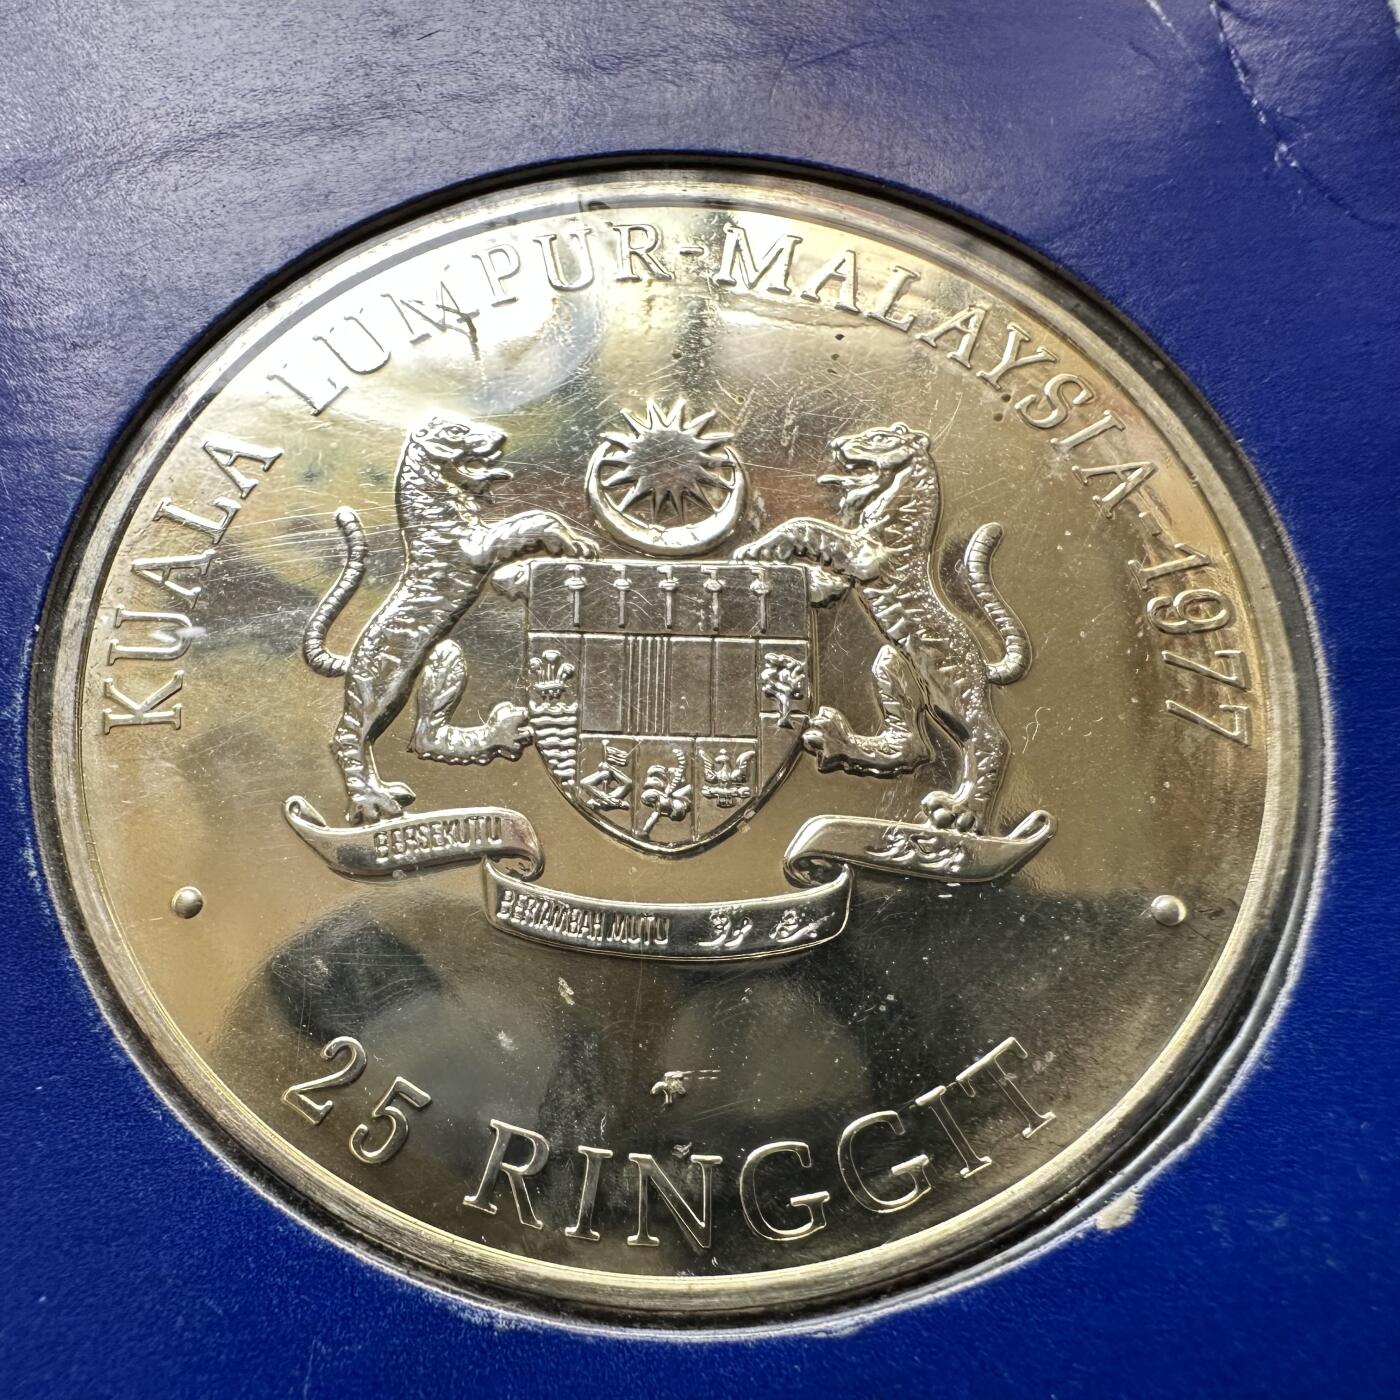 KUALA LUMPUR-MALAYSIA-1977
BERSEKUTU
BERTAMBAH MUTU
25 RINGGIT